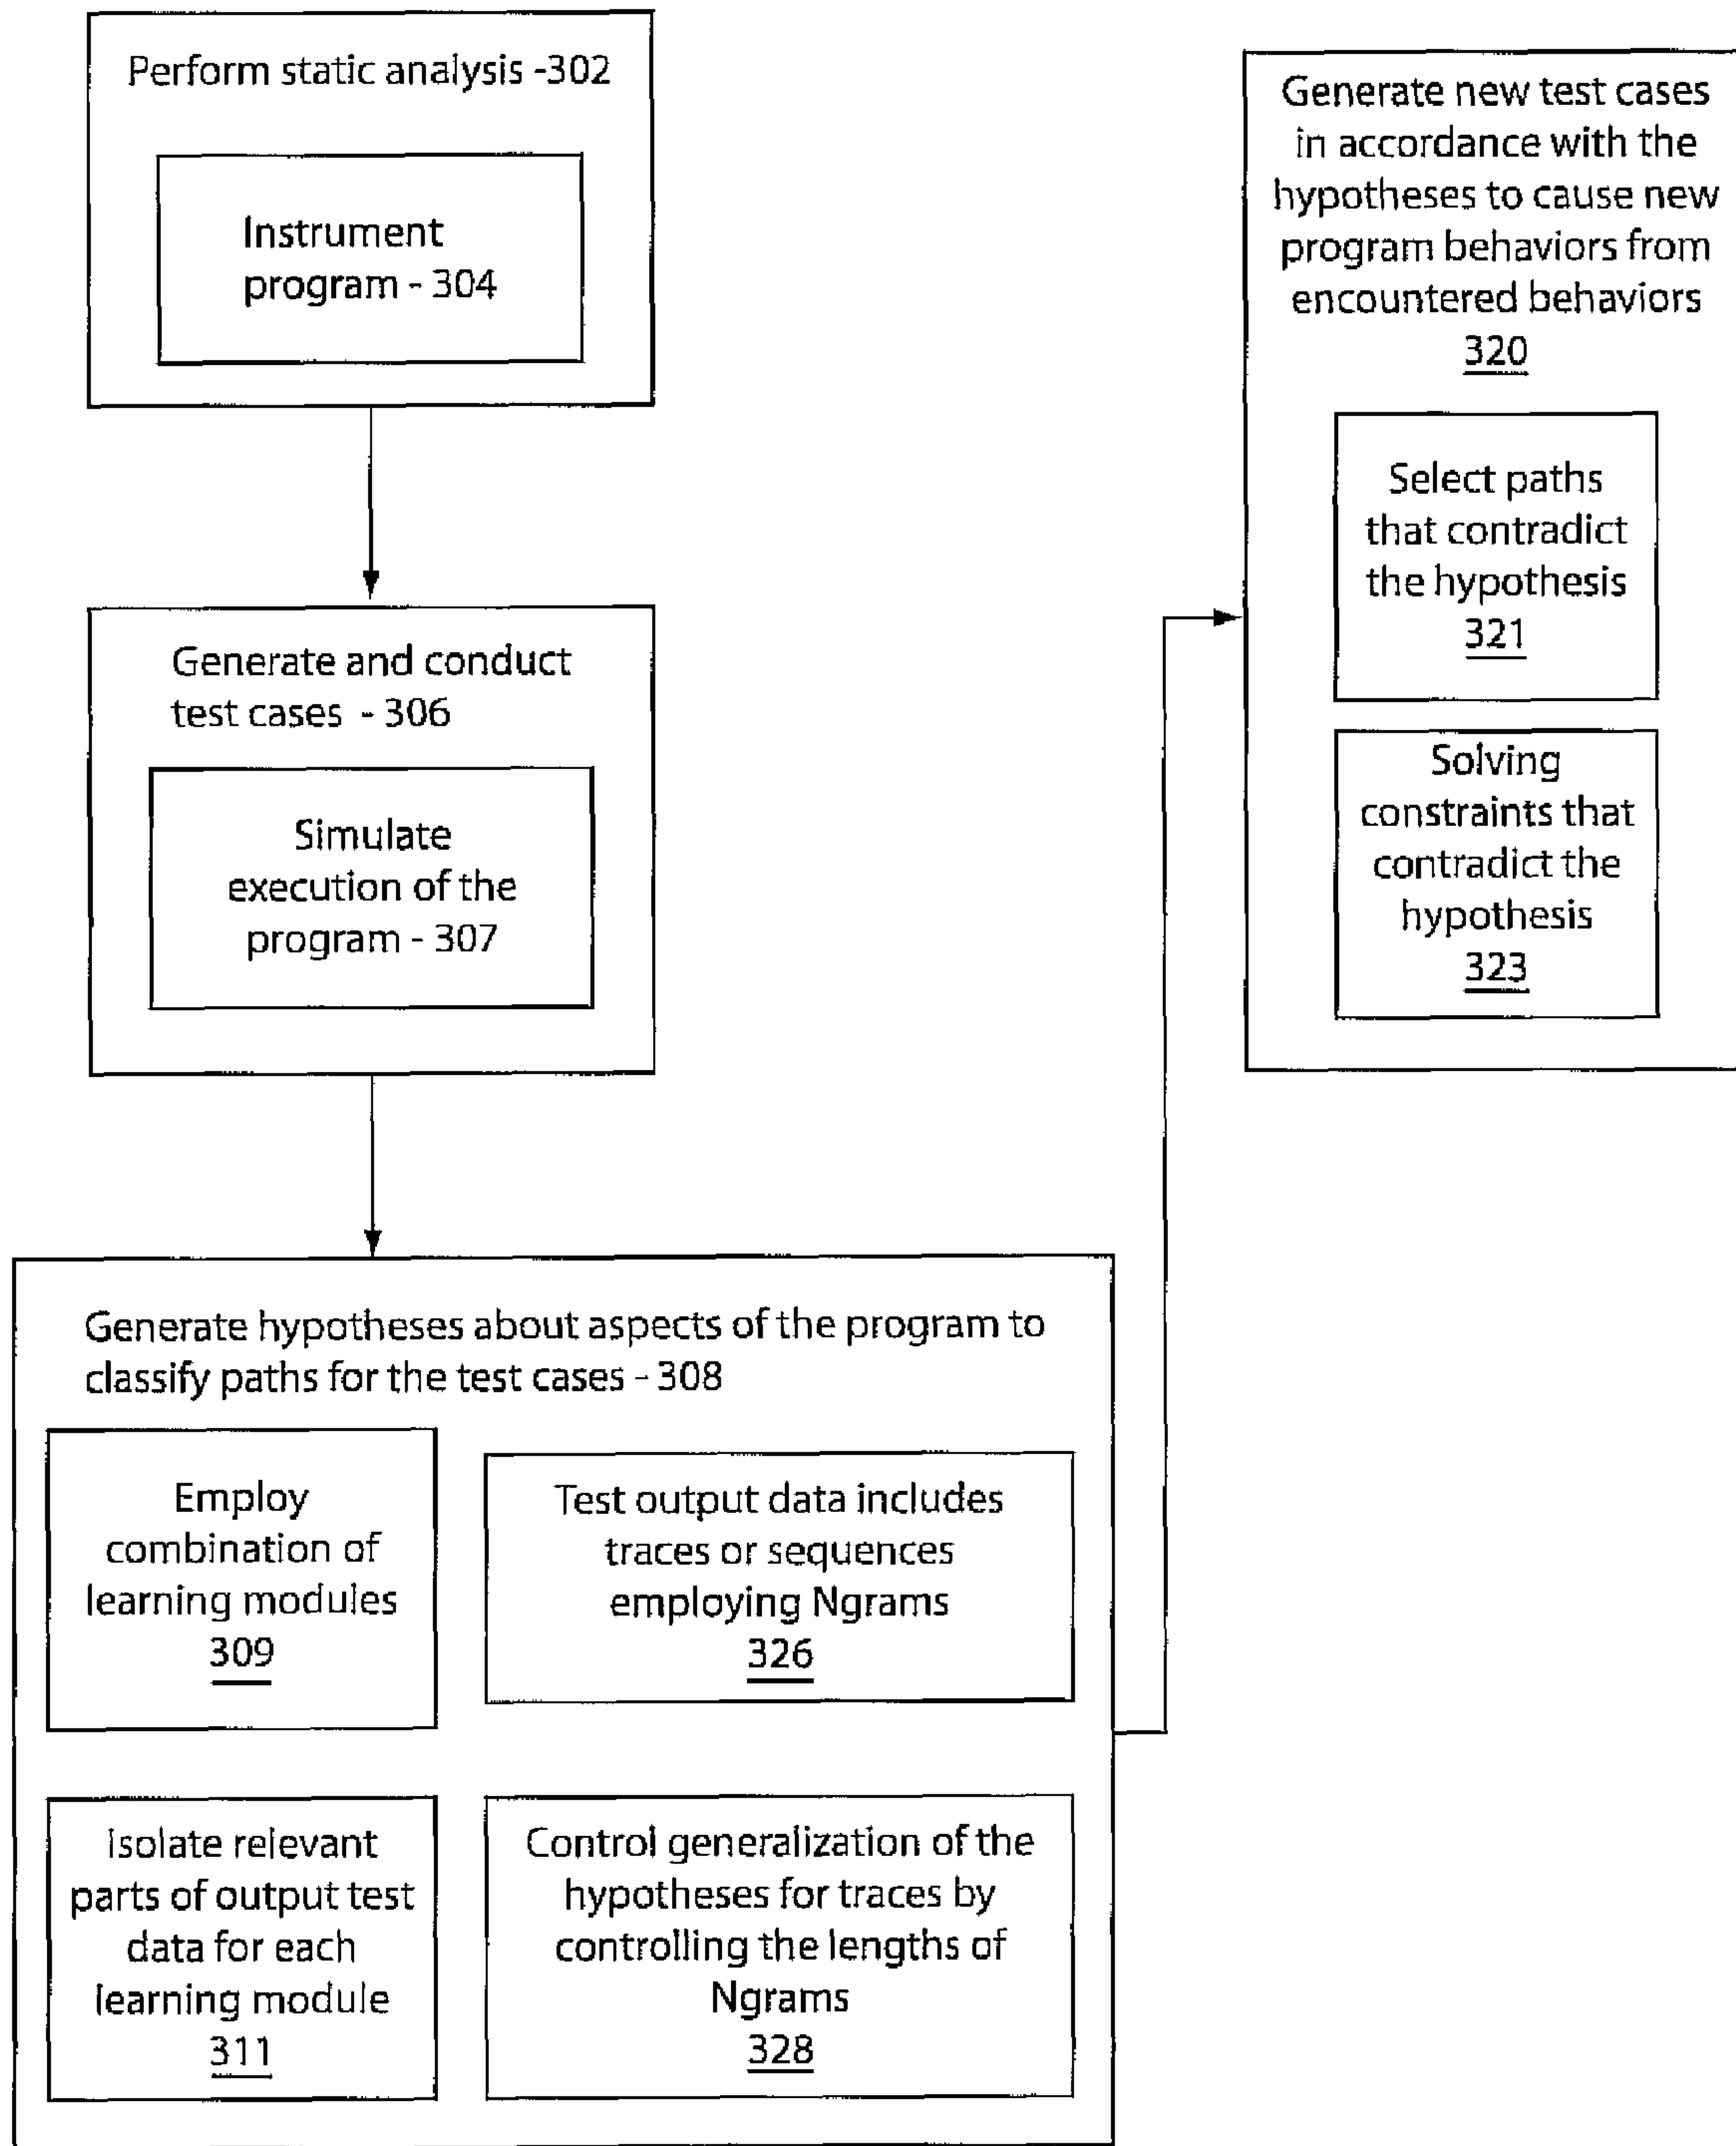 Perform static analysis -302
Instrument
program - 304
Generate and conduct
test cases - 306
Simulate
execution of the
program - 307
Generate hypotheses about aspects of the program to
classify paths for the test cases - 308
Employ
combination of
learning modules
309
Test output data includes
traces or sequences
employing Ngrams
326
Isolate relevant
parts of output test
data for each
learning module
311
Control generalization of the
hypotheses for traces by
controlling the lengths of
Ngrams
328
Generate new test cases
in accordance with the
hypotheses to cause new
program behaviors from
encountered behaviors
320
Select paths
that contradict
the hypothesis
321
Solving
constraints that
contradict the
hypothesis
323